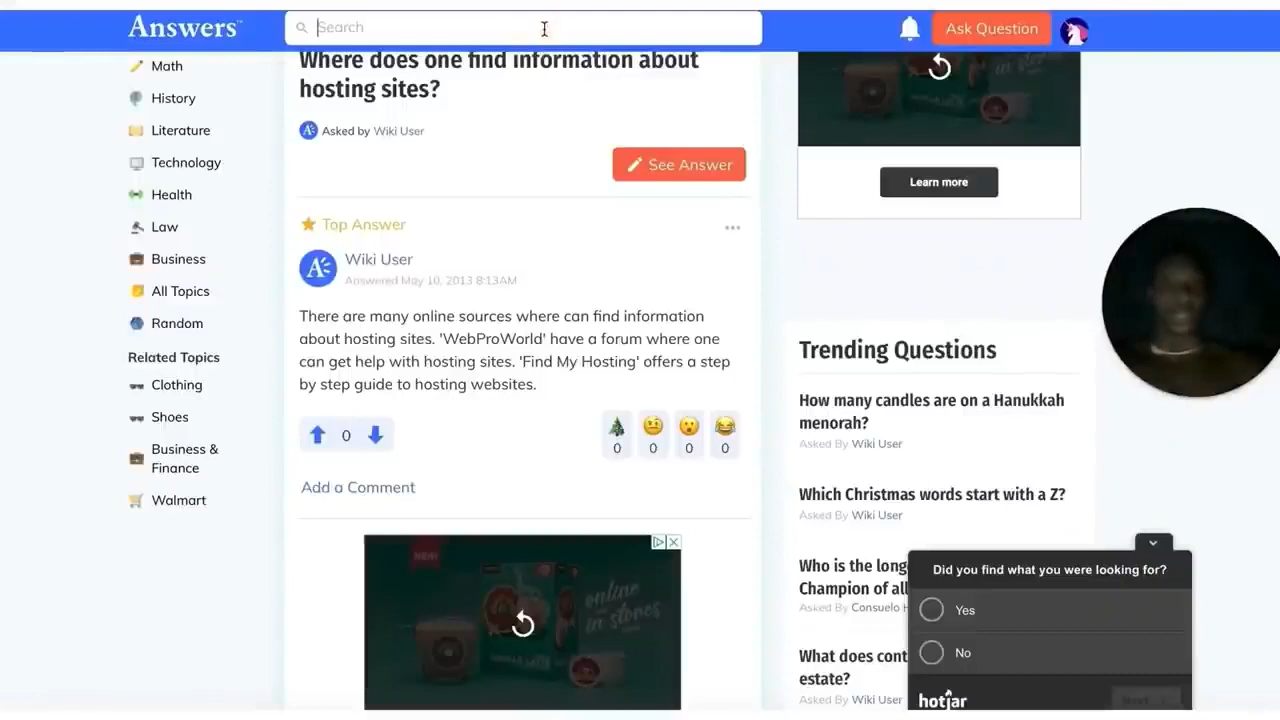 Answers™
Search
Ask Question
Math
History
Literature
Technology
Health
Law
Business
All Topics
Random
Related Topics
Clothing
Shoes
Business &
Finance
Walmart
Where does one find information about
hosting sites?
Asked by Wiki User
See Answer
Top Answer
Wiki User
Answered May 10, 2013 8:13AM
There are many online sources where can find information
about hosting sites. 'WebProWorld' have a forum where one
can get help with hosting sites. 'Find My Hosting' offers a step
by step guide to hosting websites.
0
0
0
0
0
Add a Comment
NEW!
online
in stores
Learn more
Trending Questions
How many candles are on a Hanukkah
menorah?
Asked By Wiki User
Which Christmas words start with a Z?
Asked By Wiki User
Who is the long
Champion of all
Asked By Consuelo H
What does cont
estate?
Asked By Wiki User
Did you find what you were looking for?
Yes
No
hotjar
Next